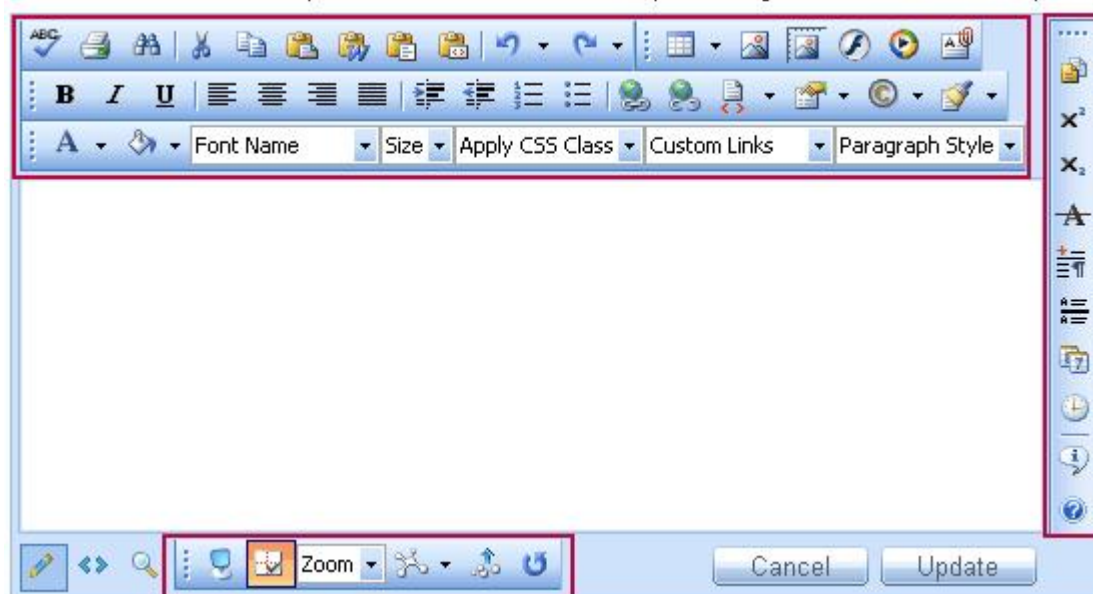 ABC
B I U
A Font Name Size Apply CSS Class Custom Links Paragraph Style
Zoom
Cancel Update